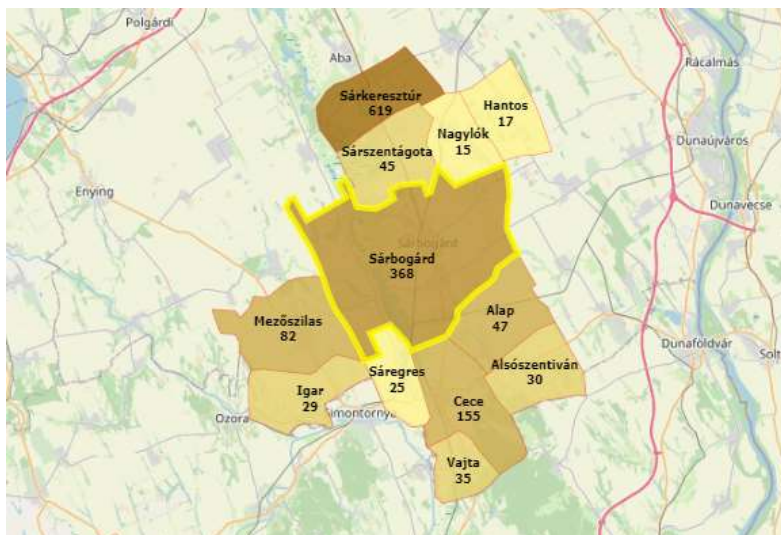 Polgárdi
Aba
Rácalmás
Sárkeresztúr
619
Hantos
17
Nagylók
15
Dunaújváros
Sárszentágota
45
Enying
Dunavecse
Sárbogárd
Sárbogárd
368
Mezőszilas
82
Alap
47
Dunaföldvár
Solt
Alsószentiván
30
Sáregres
25
Igar
29
Cece
155
Ozora
Simontornya
Vajta
35